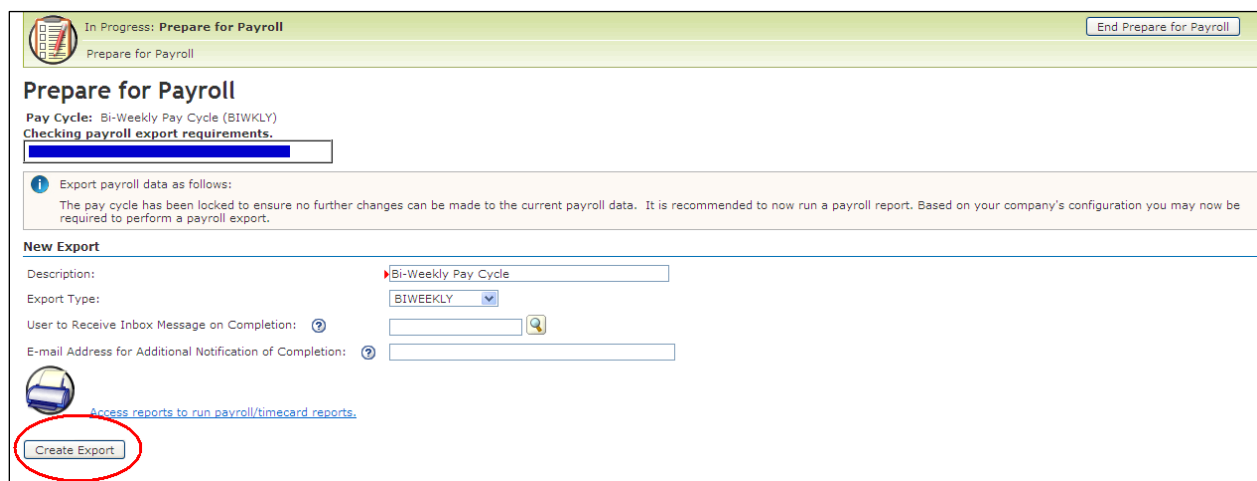 In Progress: Prepare for Payroll
End Prepare for Payroll
Prepare for Payroll
Prepare for Payroll
Pay Cycle: Bi-Weekly Pay Cycle (BIWKLY)
Checking payroll export requirements.
Export payroll data as follows:
The pay cycle has been locked to ensure no further changes can be made to the current payroll data. It is recommended to now run a payroll report. Based on your company's configuration you may now be
required to perform a payroll export.
New Export
Description: Bi-Weekly Pay Cycle
Export Type: BIWEEKLY
User to Receive Inbox Message on Completion: ?
E-mail Address for Additional Notification of Completion: ?
Access reports to run payroll/timecard reports.
Create Export